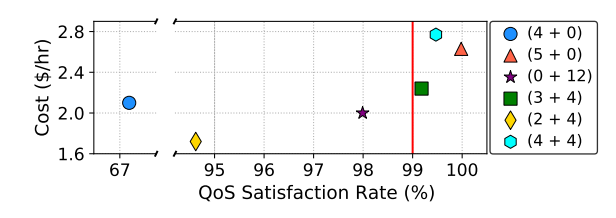 Cost ($/hr)
2.8
2.4
2.0
1.6
67
95
96
97
98
99
100
QoS Satisfaction Rate (%)
(4 + 0)
(5 + 0)
(0 + 12)
(3 + 4)
(2 + 4)
(4 + 4)